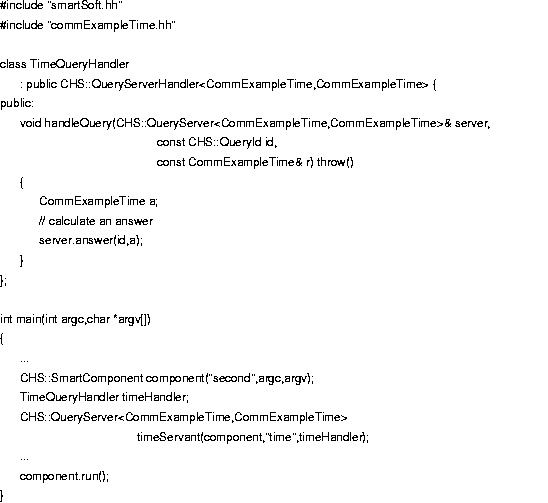 #include "smartSoft.hh"
#include "commExampleTime.hh"
class TimeQueryHandler
: public CHS::QueryServerHandler<CommExampleTime,CommExampleTime> {
public:
void handleQuery(CHS::QueryServer<CommExampleTime,CommExampleTime>& server,
const CHS::QueryId id,
const CommExampleTime& r) throw()
{
CommExampleTime a;
// calculate an answer
server.answer(id,a);
}
};
int main(int argc,char *argv[])
{
...
CHS::SmartComponent component("second",argc,argv);
TimeQueryHandler timeHandler;
CHS::QueryServer<CommExampleTime,CommExampleTime>
timeServant(component,"time",timeHandler);
...
component.run();
}